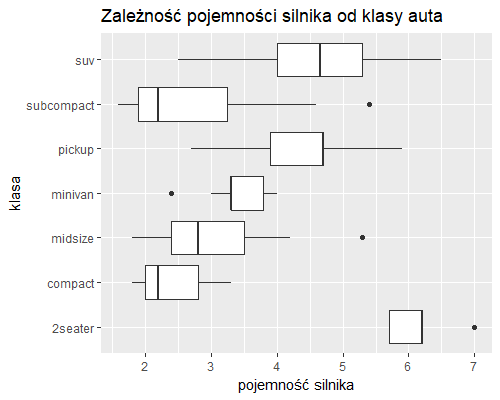 Zależność pojemności silnika od klasy auta
suv
subcompact
pickup
minivan
midsize
compact
2seater
klasa
2 3 4 5 6 7
pojemność silnika